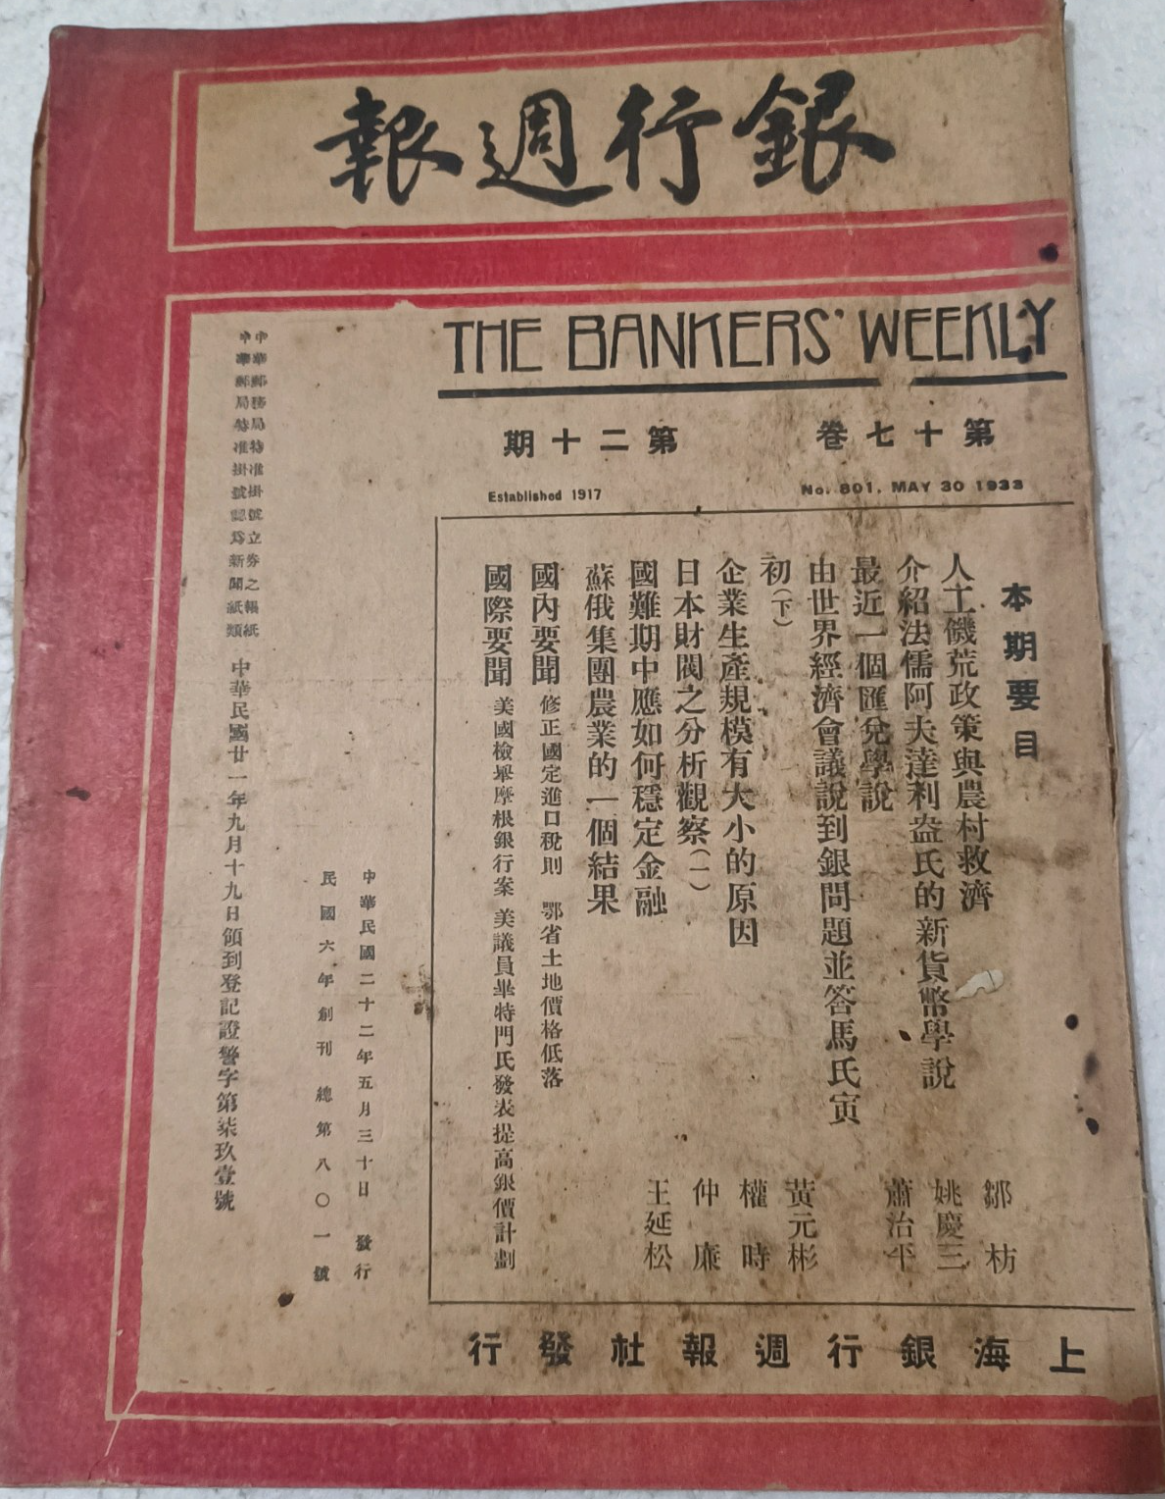 銀行週報
THE BANKERS' WEEKLY
第十七卷 第二十期
No. 801, MAY 30 1933
Established 1917
本期要目
人工饑荒政策與農村救濟 鄒枋
介紹法儒阿夫達利盎氏的新貨幣學說 姚慶三
最近一個匯兌學說 蕭治平
由世界經濟會議說到銀問題並答馬氏寅
初(下) 黃元彬
企業生產規模有大小的原因 權時
日本財閥之分析觀察(一) 仲廉
國難期中應如何穩定金融 王延松
蘇俄集團農業的一個結果
國內要聞 修正國定進口稅則 鄂省土地價格低落
國際要聞 美國檢舉摩根銀行案 美議員畢特門氏發表提高銀價計劃
中華民國二十二年五月三十日 發行
民國六年創刊 總第八〇一號
中華郵務局特准掛號立券之報紙
中華郵局特准掛號認爲新聞紙類
中華民國廿一年九月十九日領到登記證警字第柒玖壹號
上海銀行週報社發行